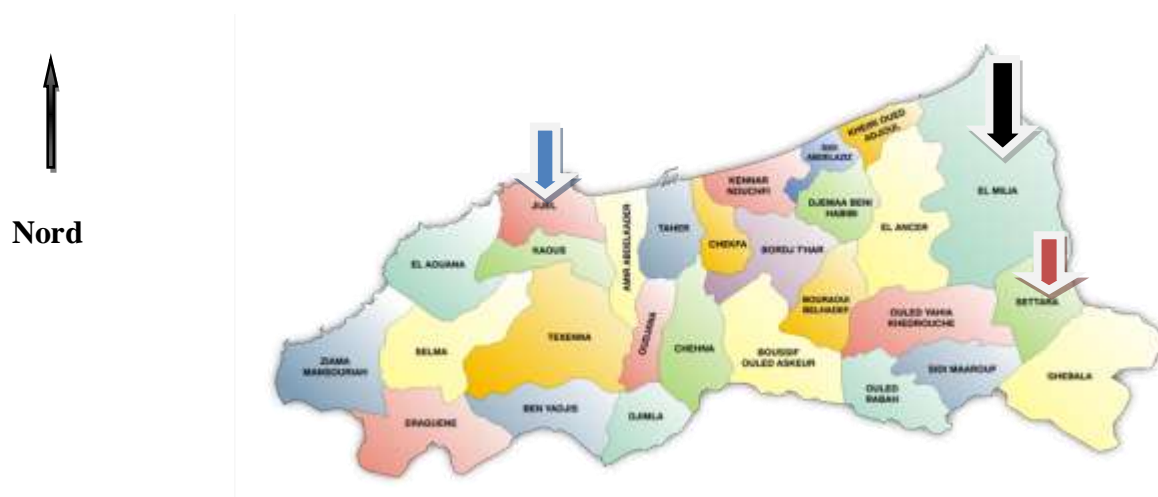 Nord
KHEIRI OUED
ADJOUL
SIDI
ABDELAZIZ
KENNAR
NOUCHFI
EL MILIA
JIJEL
DJEMAA BENI
HABIBI
AMIR ABDELKADER
TAHER
EL ANCER
KAOUS
CHEKFA
BORDJ T'HAR
EL AOUANA
SETTARA
BOURAOUI
BELHADEF
OULED YAHIA
KHEDROUCHE
TEXENNA
OUDJANA
CHEHNA
SELMA
BOUSSIF
OULED ASKEUR
ZIAMA
MANSOURIAH
SIDI MAAROUF
GHEBALA
OULED
RABAH
BEN YADJIS
DJIMLA
ERAGUENE